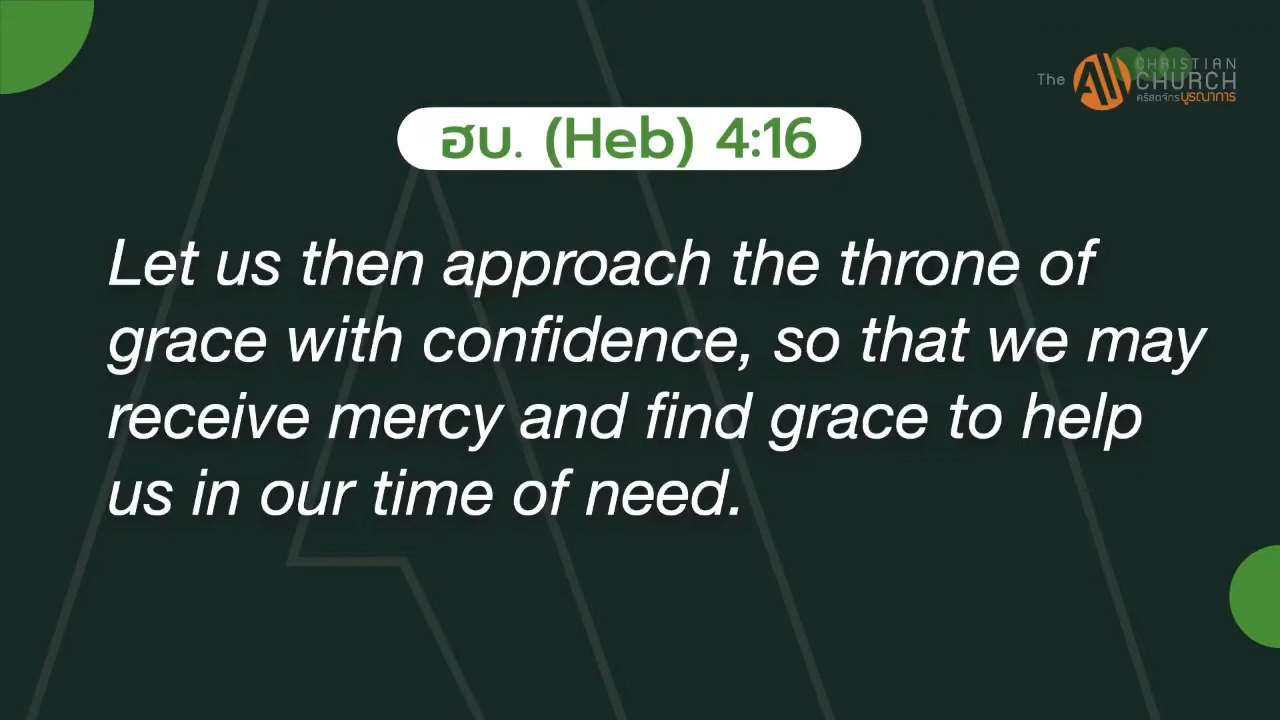 The All CHRISTIAN CHURCH คริสตจักรบูรณาการ
ฮบ. (Heb) 4:16
Let us then approach the throne of
grace with confidence, so that we may
receive mercy and find grace to help
us in our time of need.